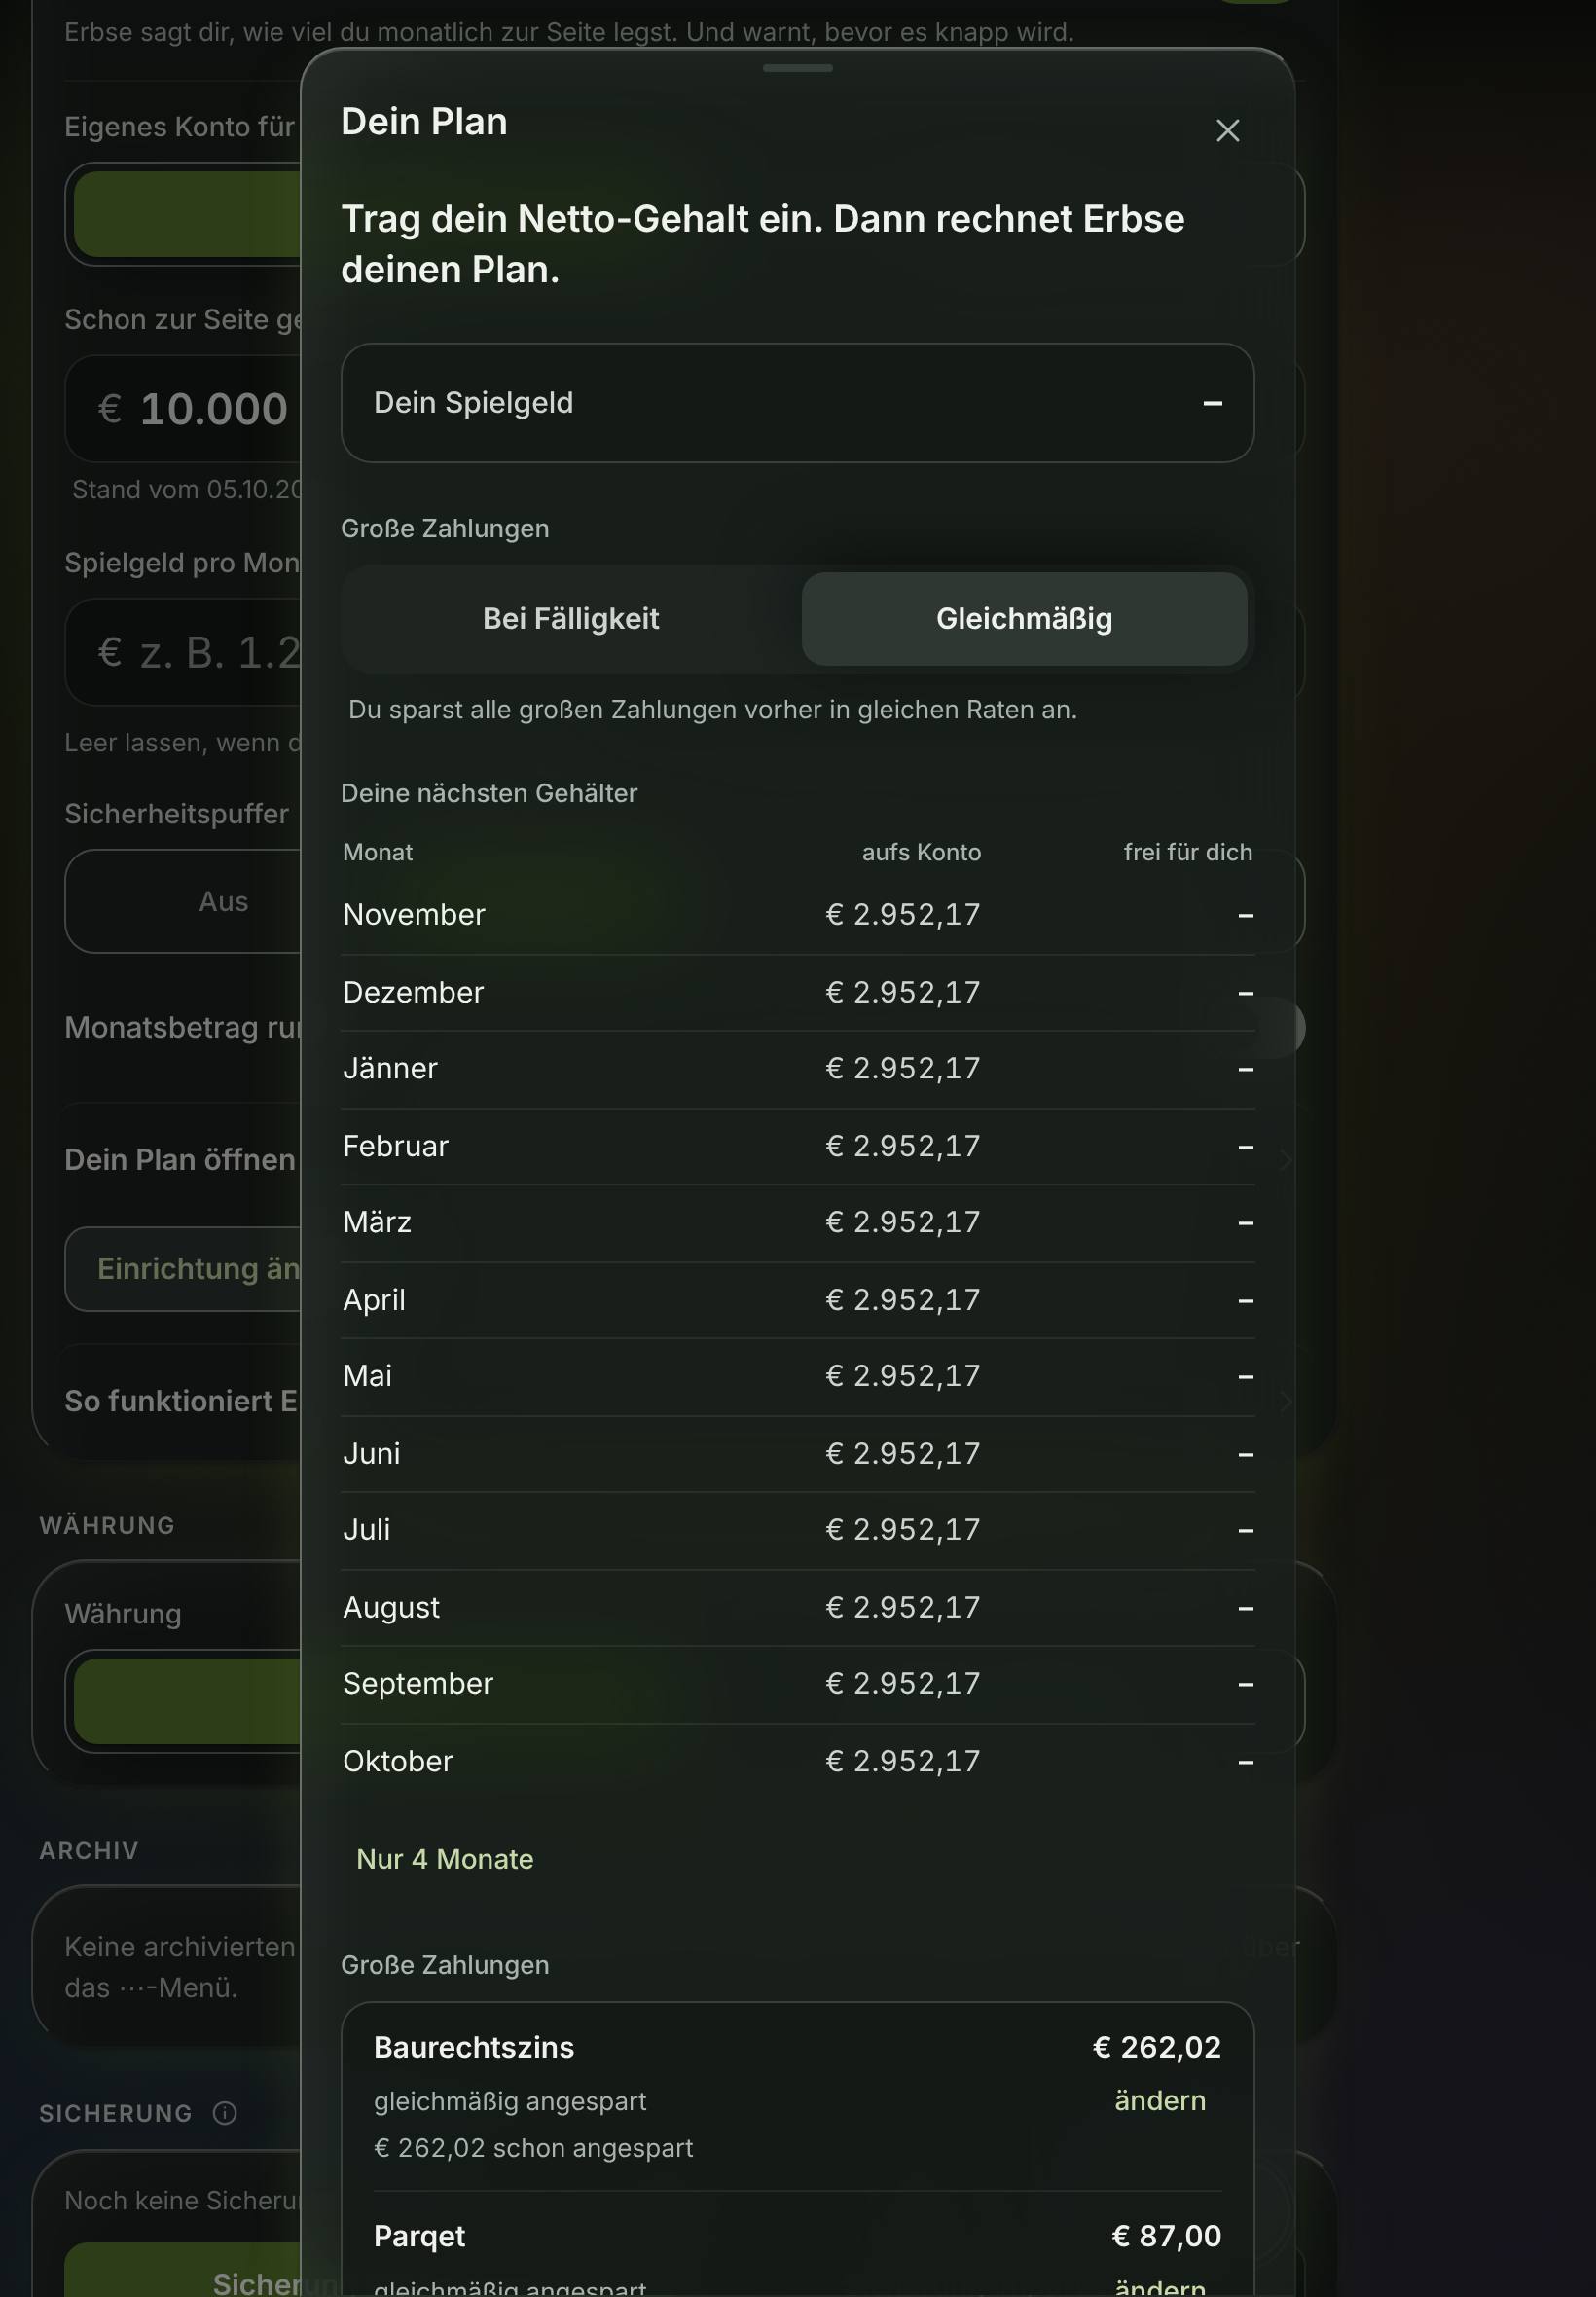 Erbse sagt dir, wie viel du monatlich zur Seite legst. Und warnt, bevor es knapp wird.
Dein Plan
Trag dein Netto-Gehalt ein. Dann rechnet Erbse
deinen Plan.
Dein Spielgeld –
Große Zahlungen
Bei Fälligkeit Gleichmäßig
Du sparst alle großen Zahlungen vorher in gleichen Raten an.
Deine nächsten Gehälter
Monat aufs Konto frei für dich
November € 2.952,17 –
Dezember € 2.952,17 –
Jänner € 2.952,17 –
Februar € 2.952,17 –
März € 2.952,17 –
April € 2.952,17 –
Mai € 2.952,17 –
Juni € 2.952,17 –
Juli € 2.952,17 –
August € 2.952,17 –
September € 2.952,17 –
Oktober € 2.952,17 –
Nur 4 Monate
Große Zahlungen
Baurechtszins € 262,02
gleichmäßig angespart ändern
€ 262,02 schon angespart
Parqet € 87,00
gleichmäßig angespart ändern
Eigenes Konto für
Schon zur Seite
€ 10.000
Stand vom 05.10.20
Spielgeld pro Mon
€ z. B. 1.2
Leer lassen, wenn
Sicherheitspuffer
Aus
Monatsbetrag
Dein Plan öffnen
Einrichtung än
So funktioniert E
WÄHRUNG
Währung
ARCHIV
Keine archivierten
das ···-Menü.
SICHERUNG
Noch keine Sicheru
Sicherun